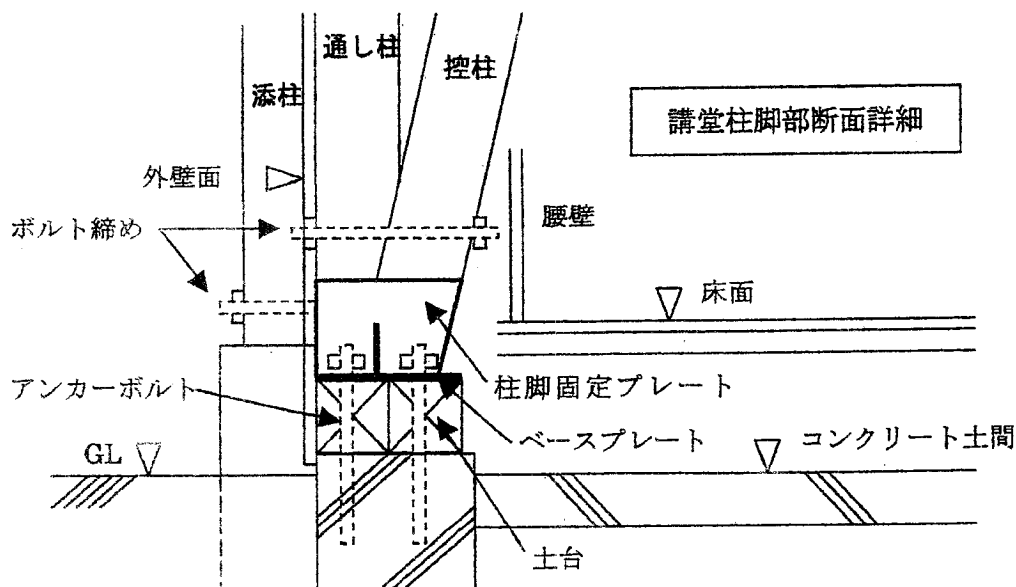 通し柱
控柱
添柱
講堂柱脚部断面詳細
外壁面
ボルト締め
腰壁
床面
アンカーボルト
柱脚固定プレート
ベースプレート
コンクリート土間
GL
土台